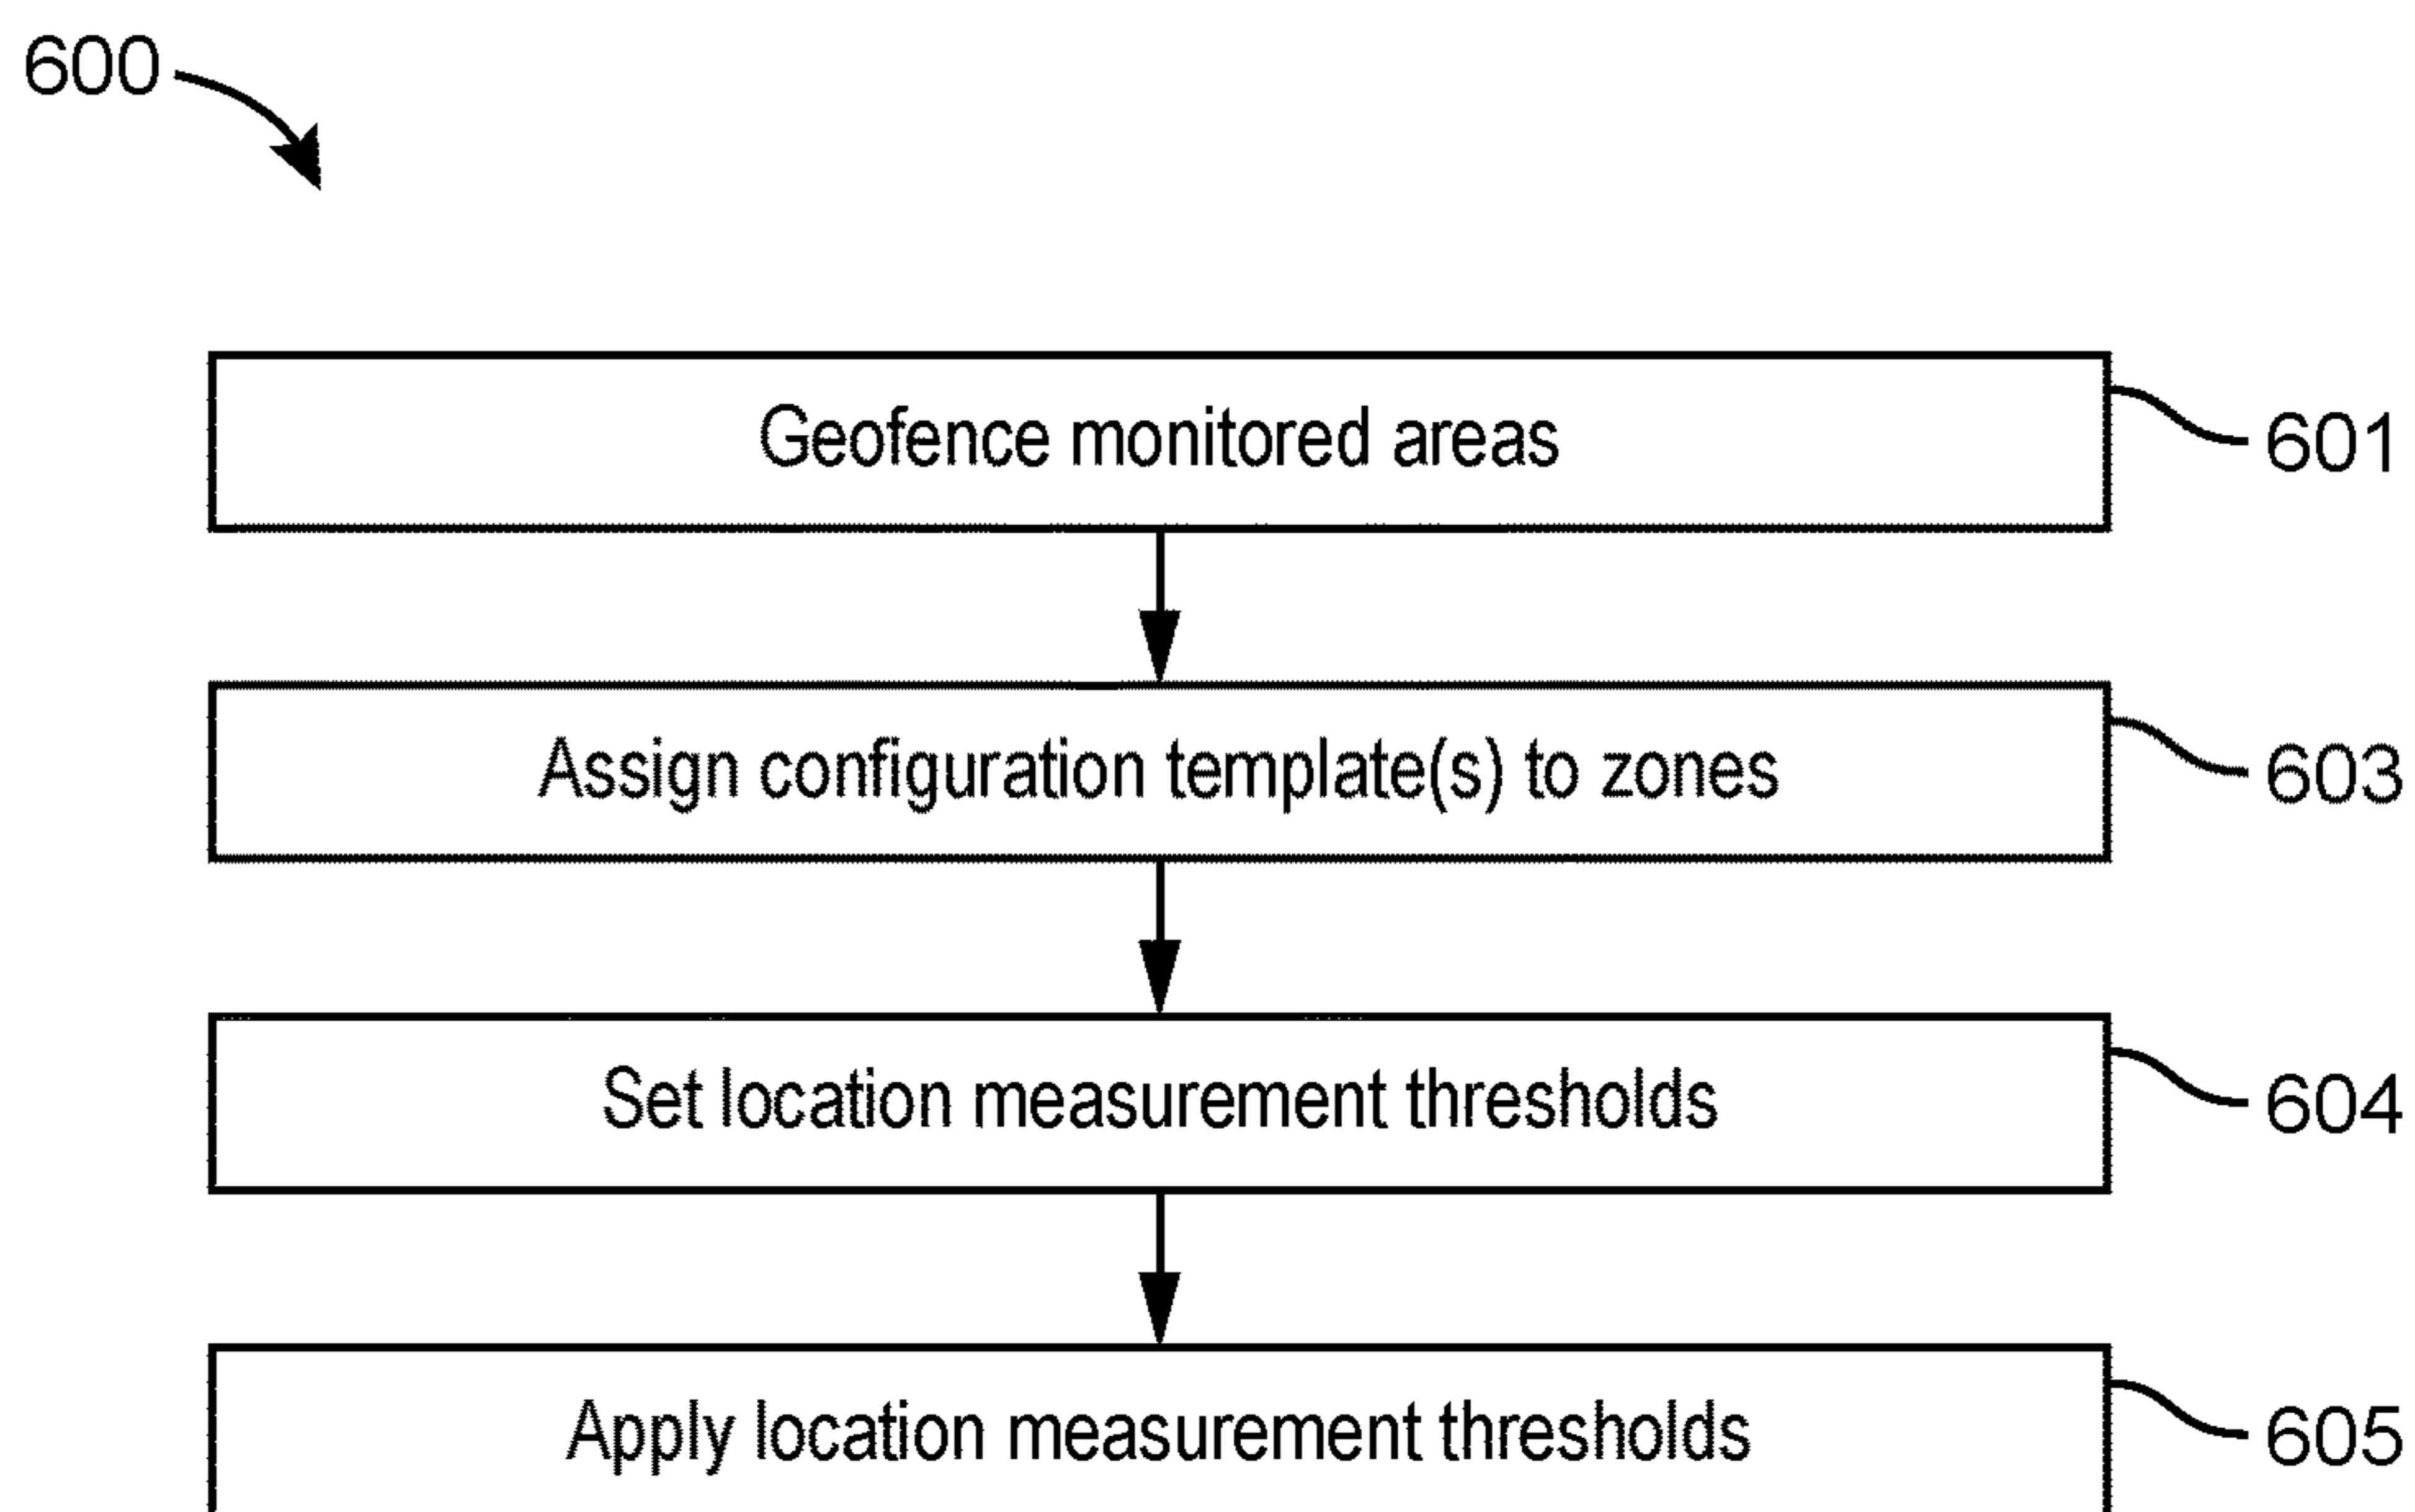 600
Geofence monitored areas
601
Assign configuration template(s) to zones
603
Set location measurement thresholds
604
Apply location measurement thresholds
605